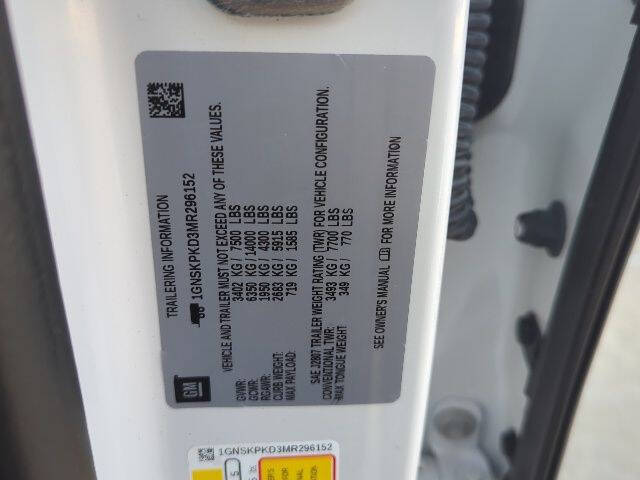 TRAILERING INFORMATION
1GNSKPKD3MR296152
VEHICLE AND TRAILER MUST NOT EXCEED ANY OF THESE VALUES.
GVWR: 3402 KG / 7500 LBS
GCWR: 6350 KG / 14000 LBS
RGAWR: 1950 KG / 4300 LBS
CURB WEIGHT: 2683 KG / 5915 LBS
MAX PAYLOAD: 719 KG / 1585 LBS
SAE J2807 TRAILER WEIGHT RATING (TWR) FOR VEHICLE CONFIGURATION.
CONVENTIONAL TWR: 3493 KG / 7700 LBS
MAX TONGUE WEIGHT: 349 KG / 770 LBS
SEE OWNER'S MANUAL FOR MORE INFORMATION
GM
1GNSKPKD3MR296152